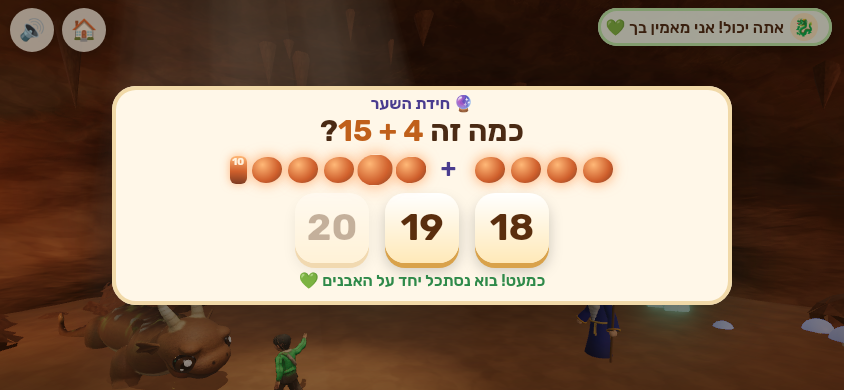 אתה יכול! אני מאמין בך 💚
🔮 חידת השער
כמה זה 15 + 4?
10
+
20 19 18
כמעט! בוא נסתכל יחד על האבנים 💚